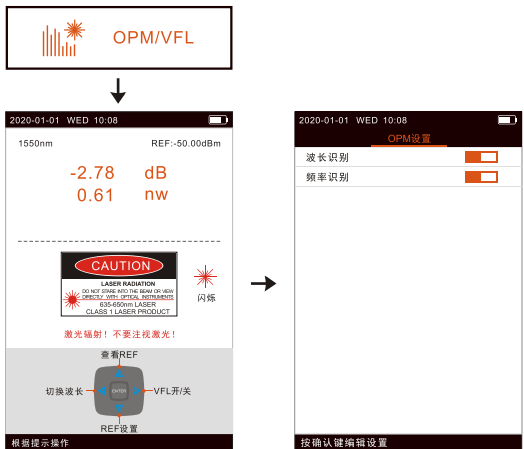 OPM/VFL
2020-01-01 WED 10:08
1550nm REF:-50.00dBm
-2.78 dB
0.61 nw
CAUTION
LASER RADIATION
DO NOT STARE INTO THE BEAM OR VIEW
DIRECTLY WITH OPTICAL INSTRUMENTS
635-650nm LASER
CLASS 1 LASER PRODUCT
闪烁
激光辐射！不要注视激光！
查看REF
切换波长
ENTER
VFL开/关
REF设置
根据提示操作
2020-01-01 WED 10:08
OPM设置
波长识别
频率识别
按确认键编辑设置